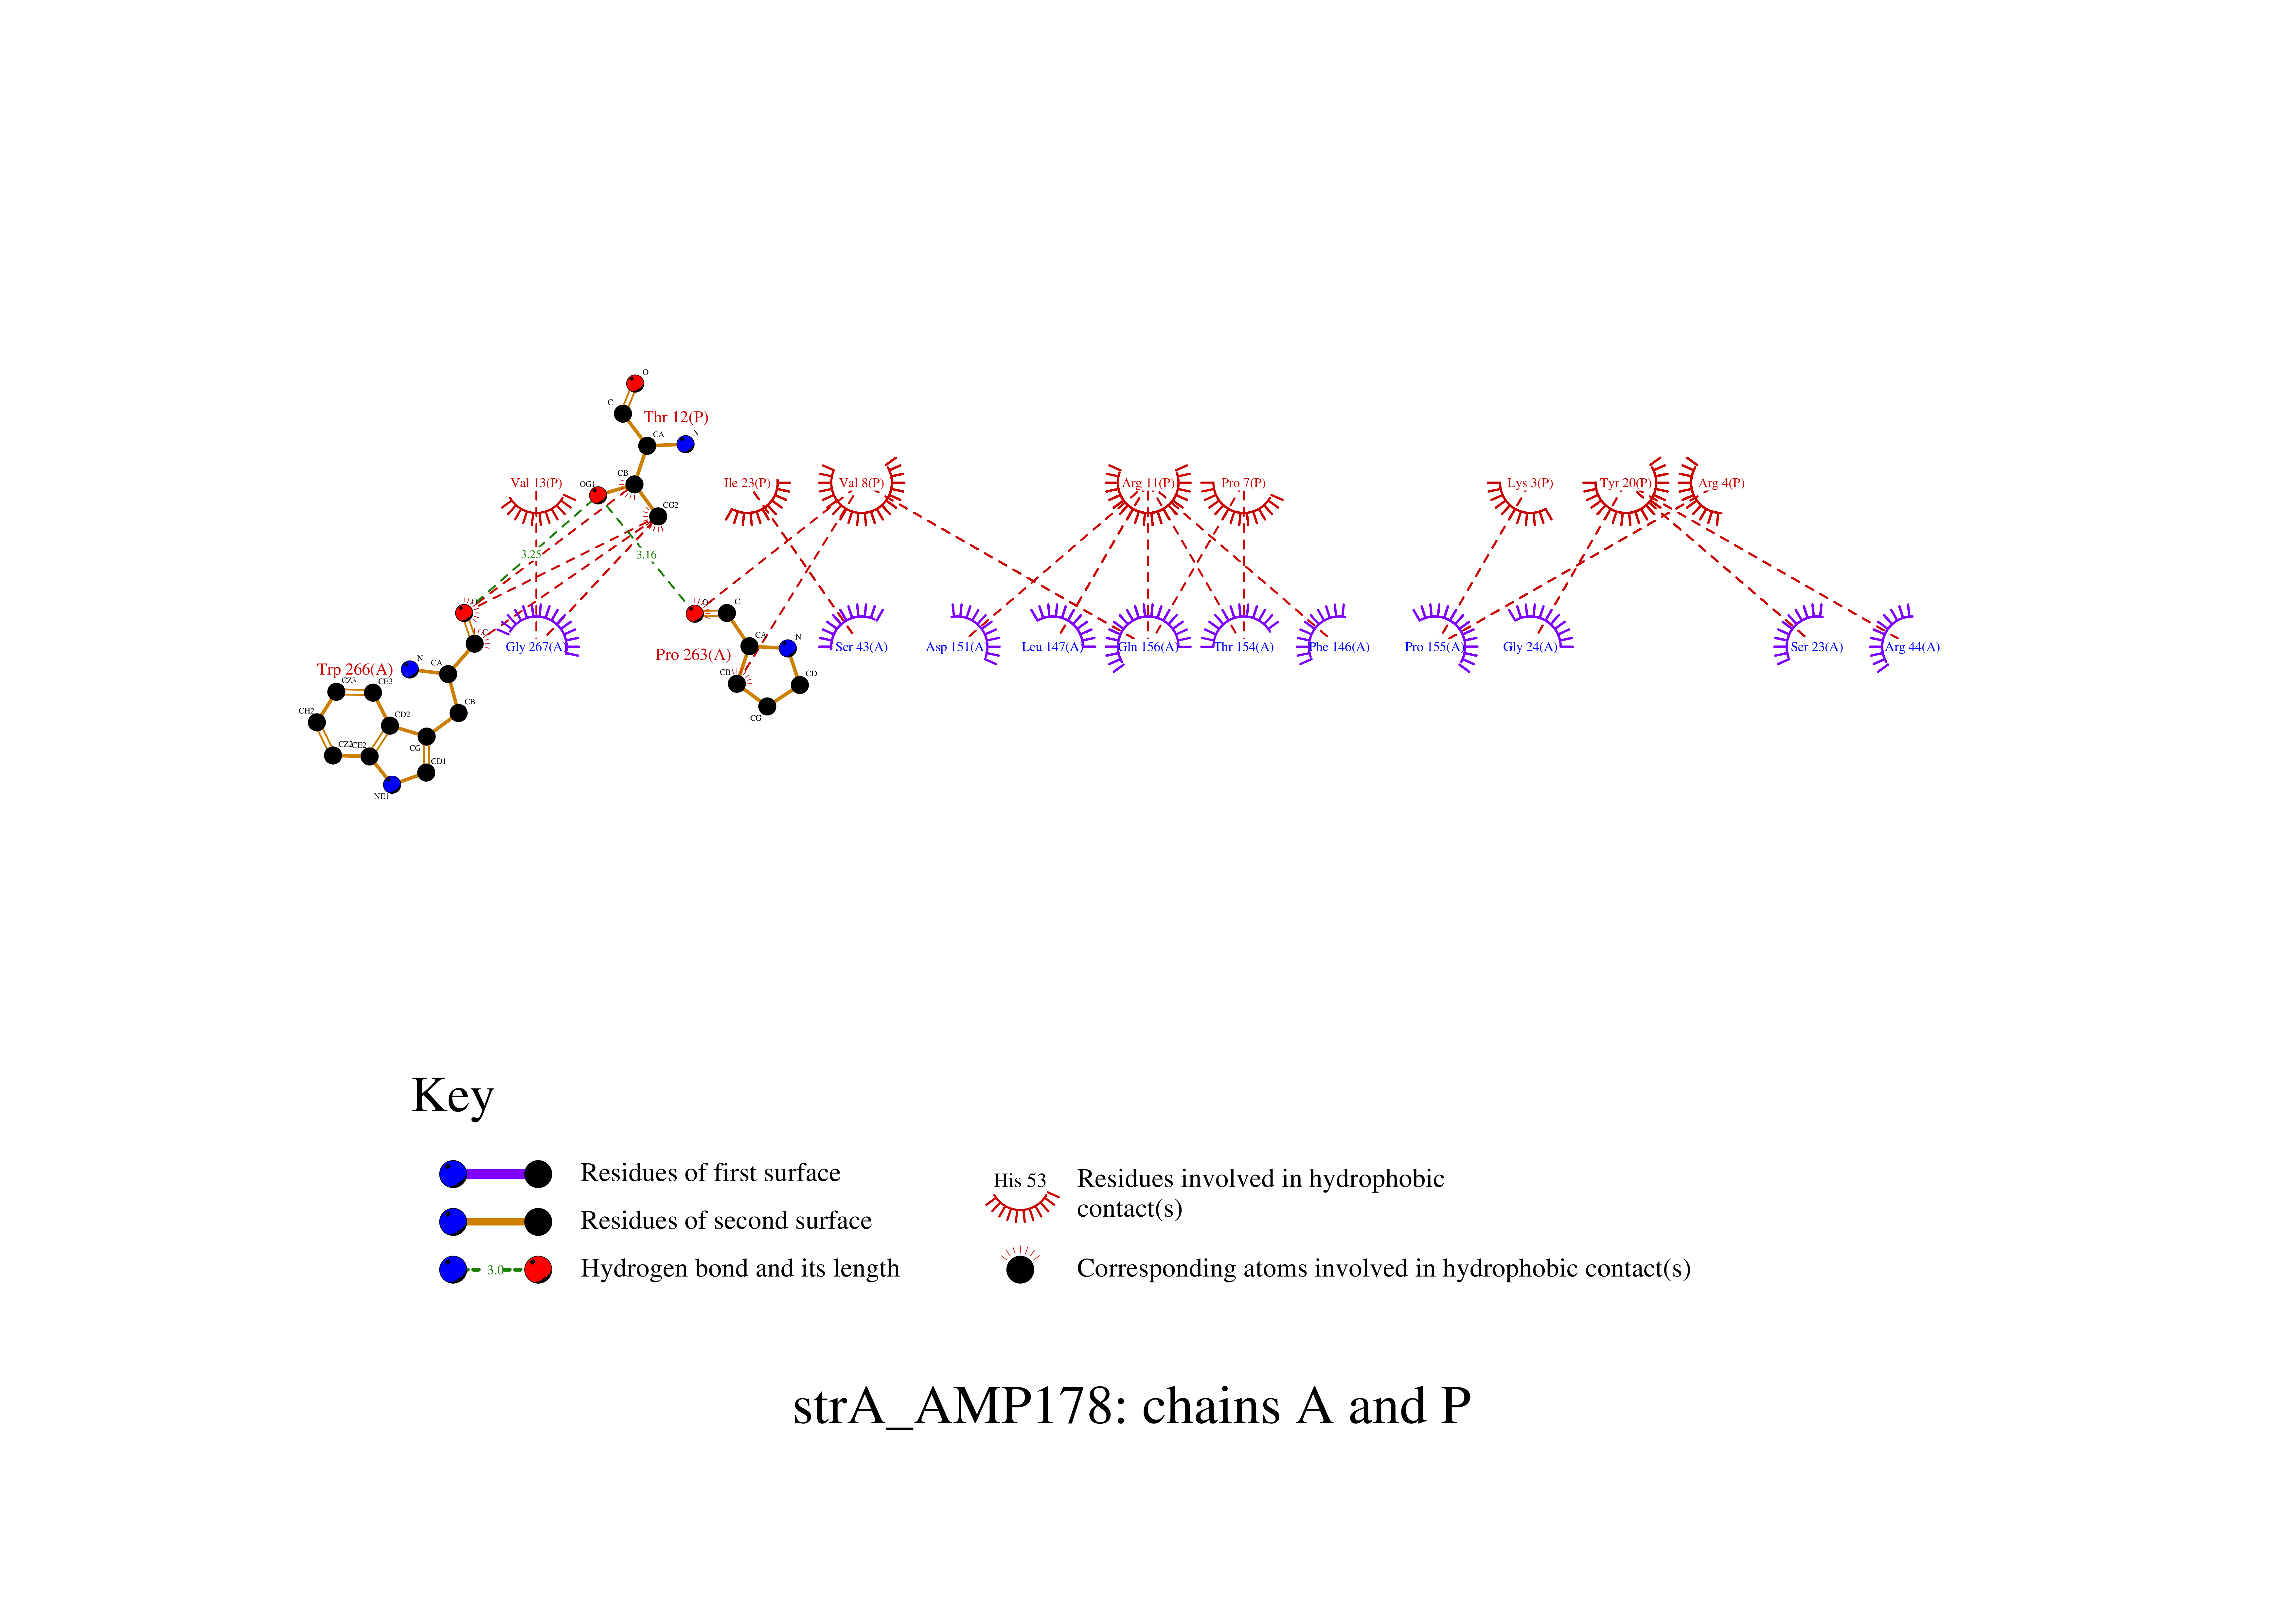 O
C
Thr 12(P)
CA
N
CB
OG1
CG2
Val 13(P)
Ile 23(P)
Val 8(P)
Arg 11(P)
Pro 7(P)
Lys 3(P)
Tyr 20(P)
Arg 4(P)
3.25
3.16
O
C
O
C
Trp 266(A)
N
CA
Gly 267(A)
Pro 263(A)
CA
N
Ser 43(A)
Asp 151(A)
Leu 147(A)
Gln 156(A)
Thr 154(A)
Phe 146(A)
Pro 155(A)
Gly 24(A)
Ser 23(A)
Arg 44(A)
CZ3
CE3
CB
CD
CH2
CD2
CB
CG
CZ2
CE2
CG
CD1
NE1
Key
Residues of first surface
Residues of second surface
3.0
Hydrogen bond and its length
His 53
Residues involved in hydrophobic
contact(s)
Corresponding atoms involved in hydrophobic contact(s)
strA_AMP178: chains A and P